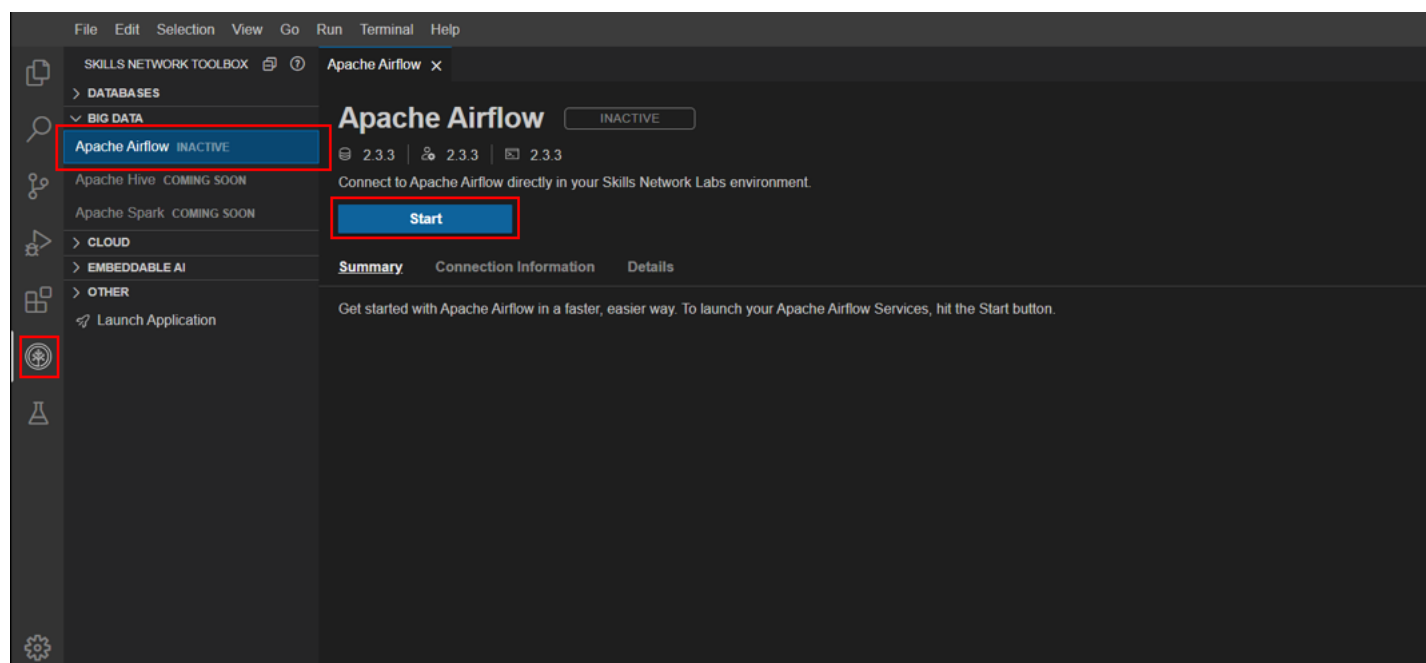 File Edit Selection View Go Run Terminal Help
SKILLS NETWORK TOOLBOX
DATABASES
BIG DATA
Apache Airflow INACTIVE
Apache Hive COMING SOON
Apache Spark COMING SOON
CLOUD
EMBEDDABLE AI
OTHER
Launch Application
Apache Airflow
Apache Airflow INACTIVE
2.3.3 2.3.3 2.3.3
Connect to Apache Airflow directly in your Skills Network Labs environment.
Start
Summary Connection Information Details
Get started with Apache Airflow in a faster, easier way. To launch your Apache Airflow Services, hit the Start button.